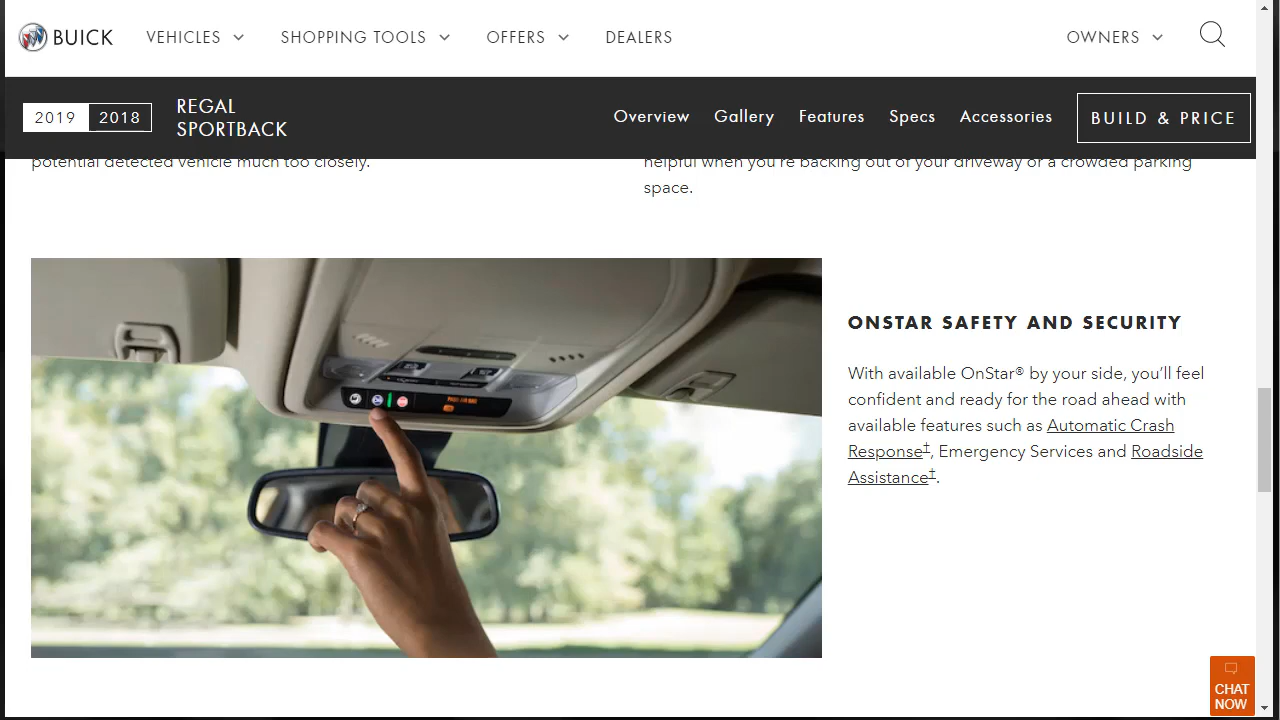 BUICK
VEHICLES
SHOPPING TOOLS
OFFERS
DEALERS
OWNERS
2019
2018
REGAL
SPORTBACK
Overview
Gallery
Features
Specs
Accessories
BUILD & PRICE
potential detected vehicle much too closely.
helpful when you're backing out of your driveway or a crowded parking
space.
PASS AIR BAG
ONSTAR SAFETY AND SECURITY
With available OnStar® by your side, you'll feel
confident and ready for the road ahead with
available features such as Automatic Crash
Response‡, Emergency Services and Roadside
Assistance‡.
CHAT
NOW